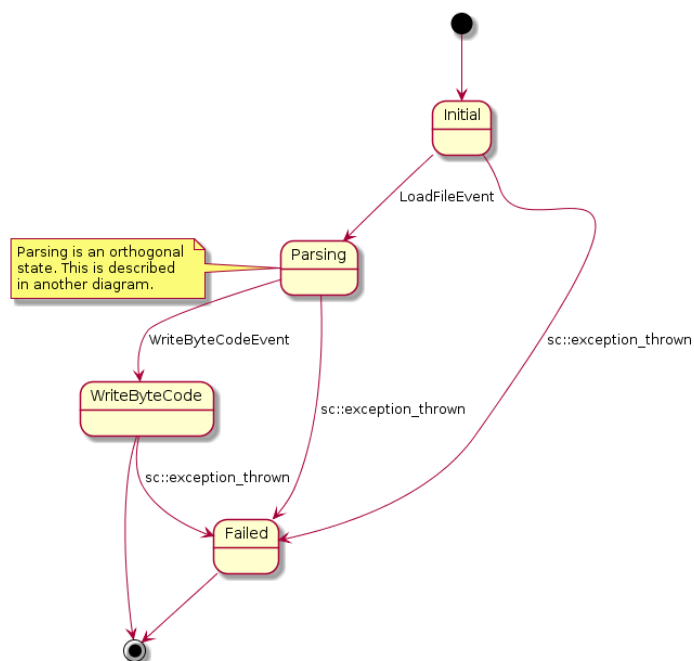 Initial
LoadFileEvent
Parsing is an orthogonal
state. This is described
in another diagram.
Parsing
WriteByteCodeEvent
sc::exception_thrown
WriteByteCode
sc::exception_thrown
sc::exception_thrown
Failed